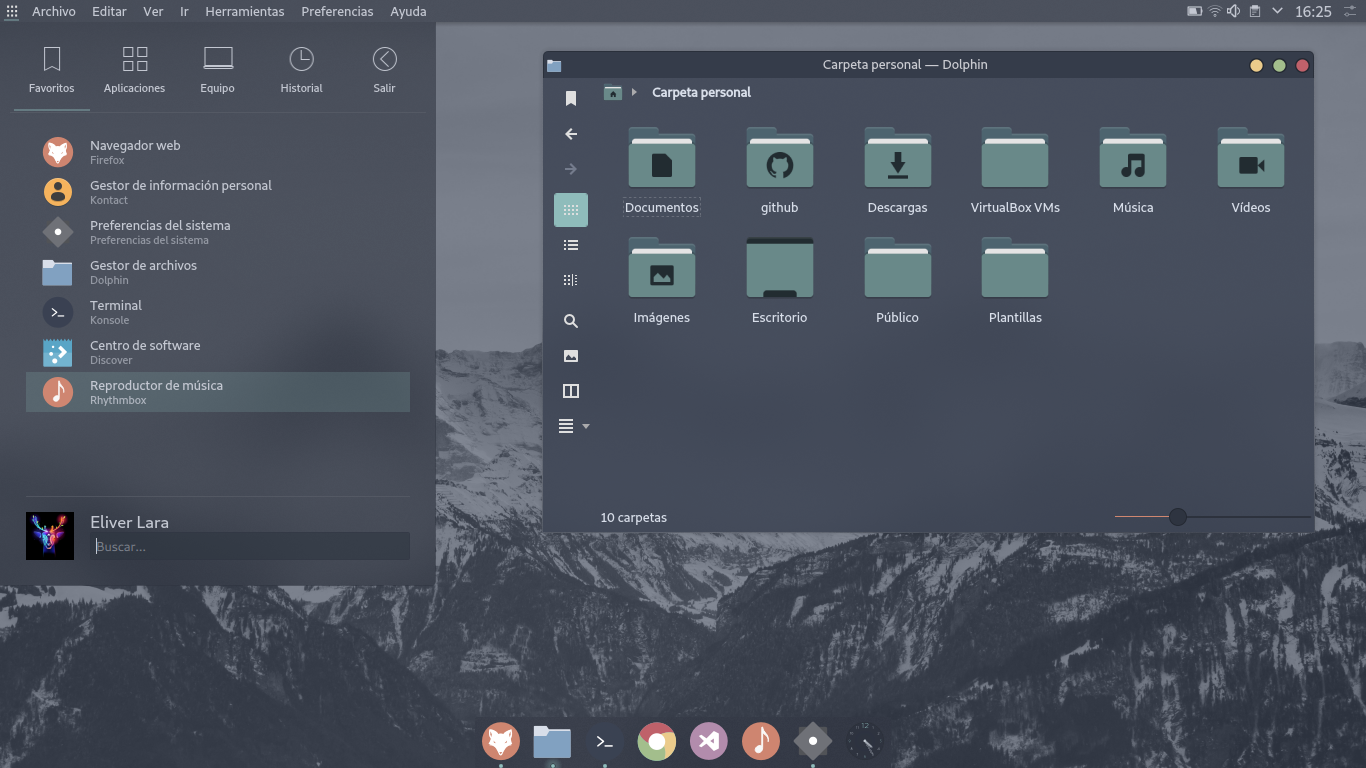 Archivo Editar Ver Ir Herramientas Preferencias Ayuda 16:25
Favoritos Aplicaciones Equipo Historial Salir
Navegador web
Firefox
Gestor de información personal
Kontact
Preferencias del sistema
Preferencias del sistema
Gestor de archivos
Dolphin
Terminal
Konsole
Centro de software
Discover
Reproductor de música
Rhythmbox
Eliver Lara
Buscar...
Carpeta personal — Dolphin
Carpeta personal
Documentos github Descargas VirtualBox VMs Música Vídeos
Imágenes Escritorio Público Plantillas
10 carpetas
12